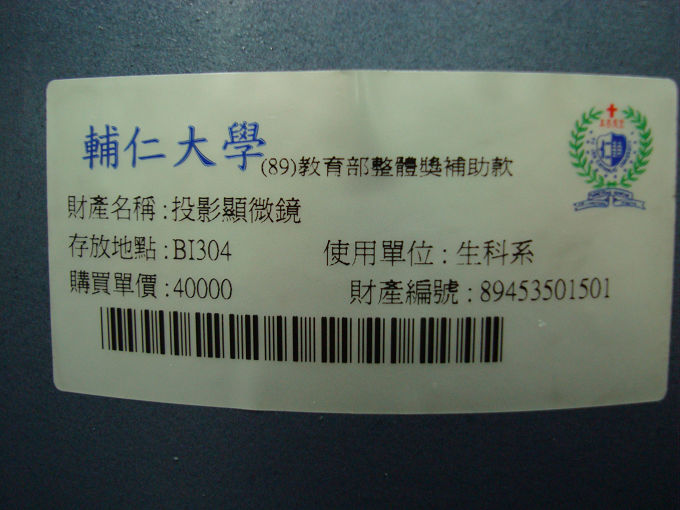 輔仁大學 (89)教育部整體獎補助款
財產名稱:投影顯微鏡
存放地點:BI304 使用單位:生科系
購買單價:40000 財產編號:89453501501